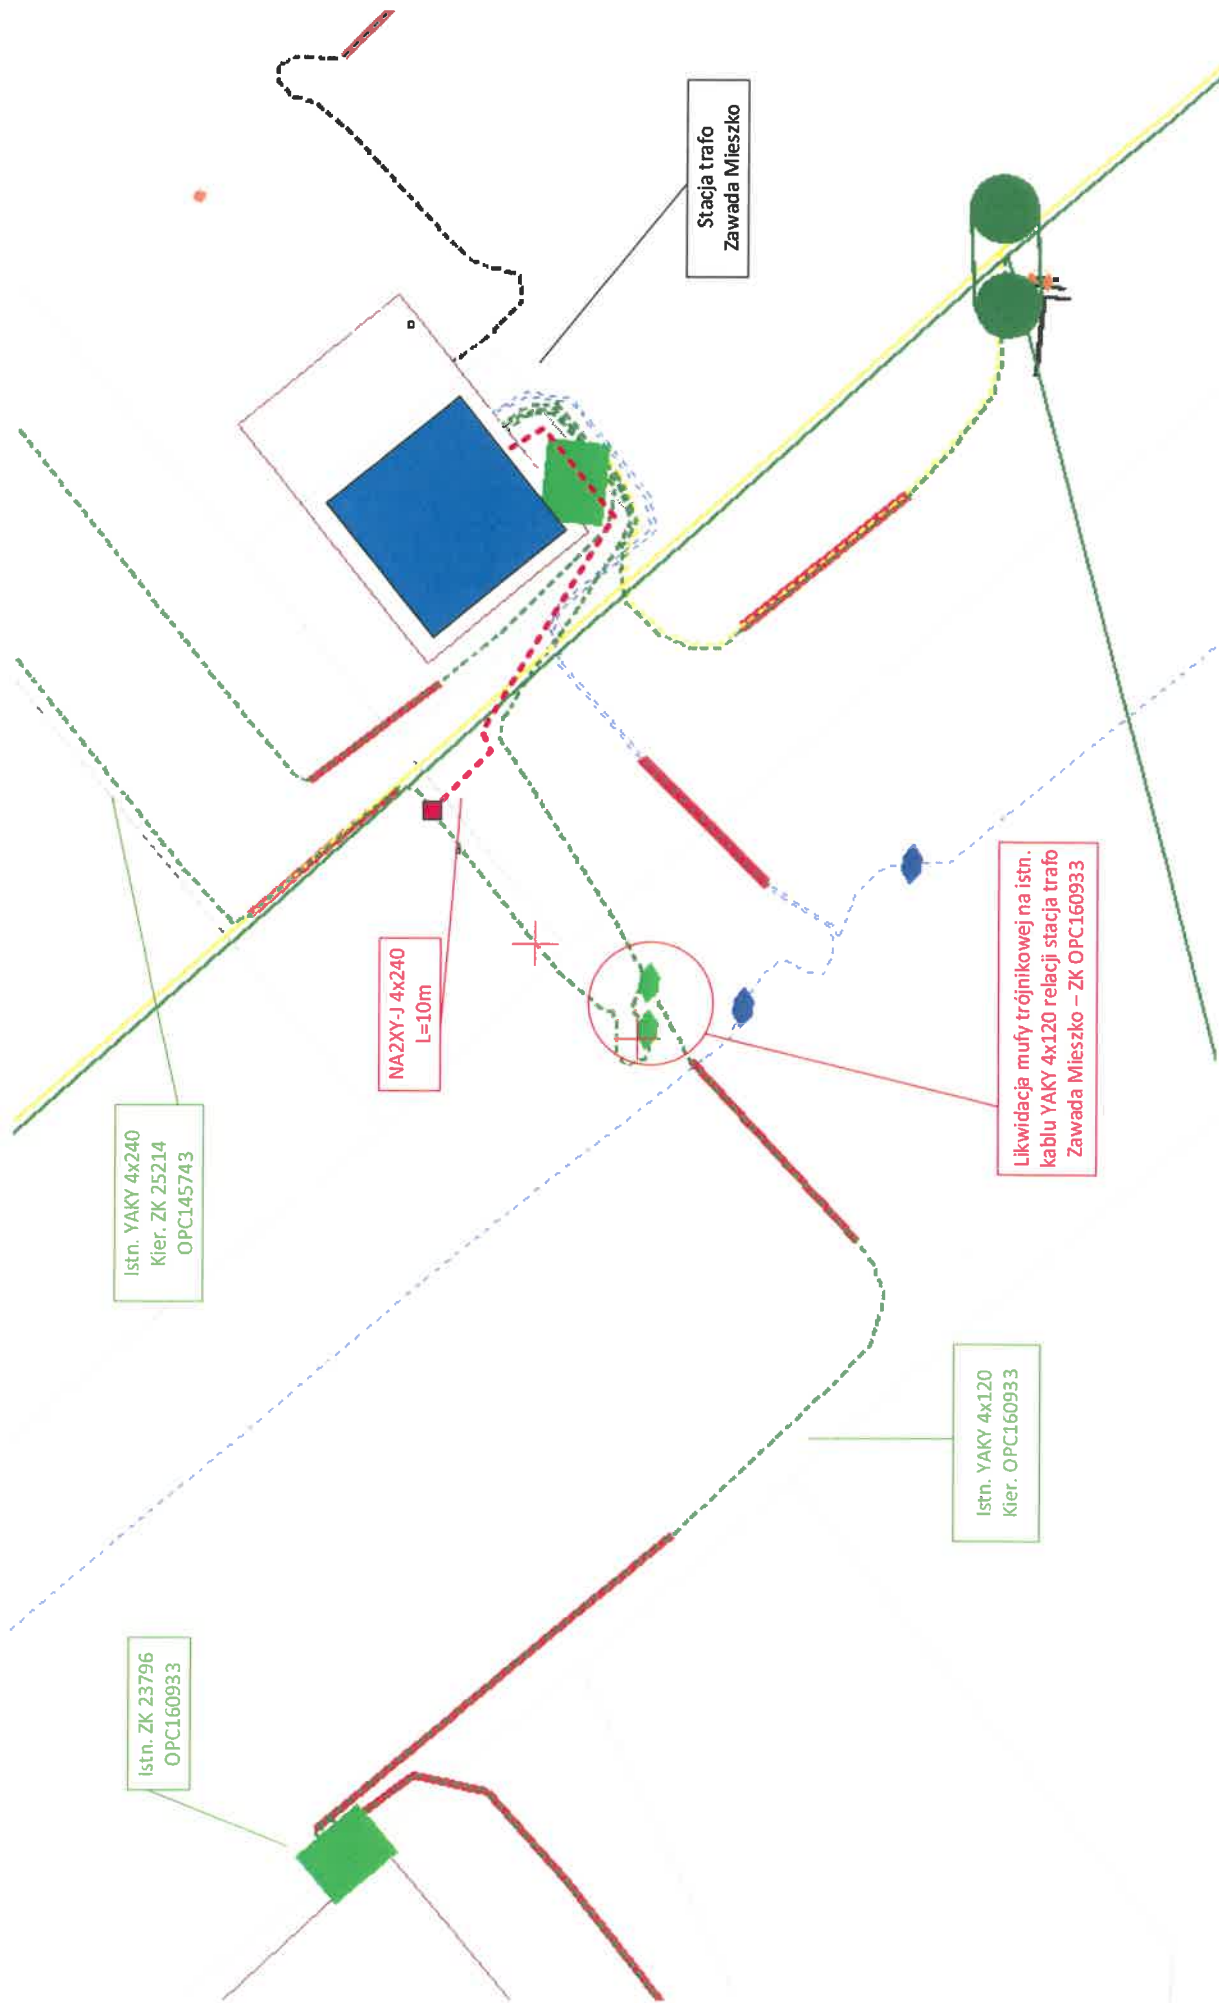 Istn. ZK 23796
OPC160933
Istn. YAKY 4x240
Kier. ZK 25214
OPC145743
NA2XY-J 4x240
L=10m
Stacja trafo
Zawada Mieszko
Istn. YAKY 4x120
Kier. OPC160933
Likwidacja mufy trójnikowej na istn.
kablu YAKY 4x120 relacji stacja trafo
Zawada Mieszko – ZK OPC160933